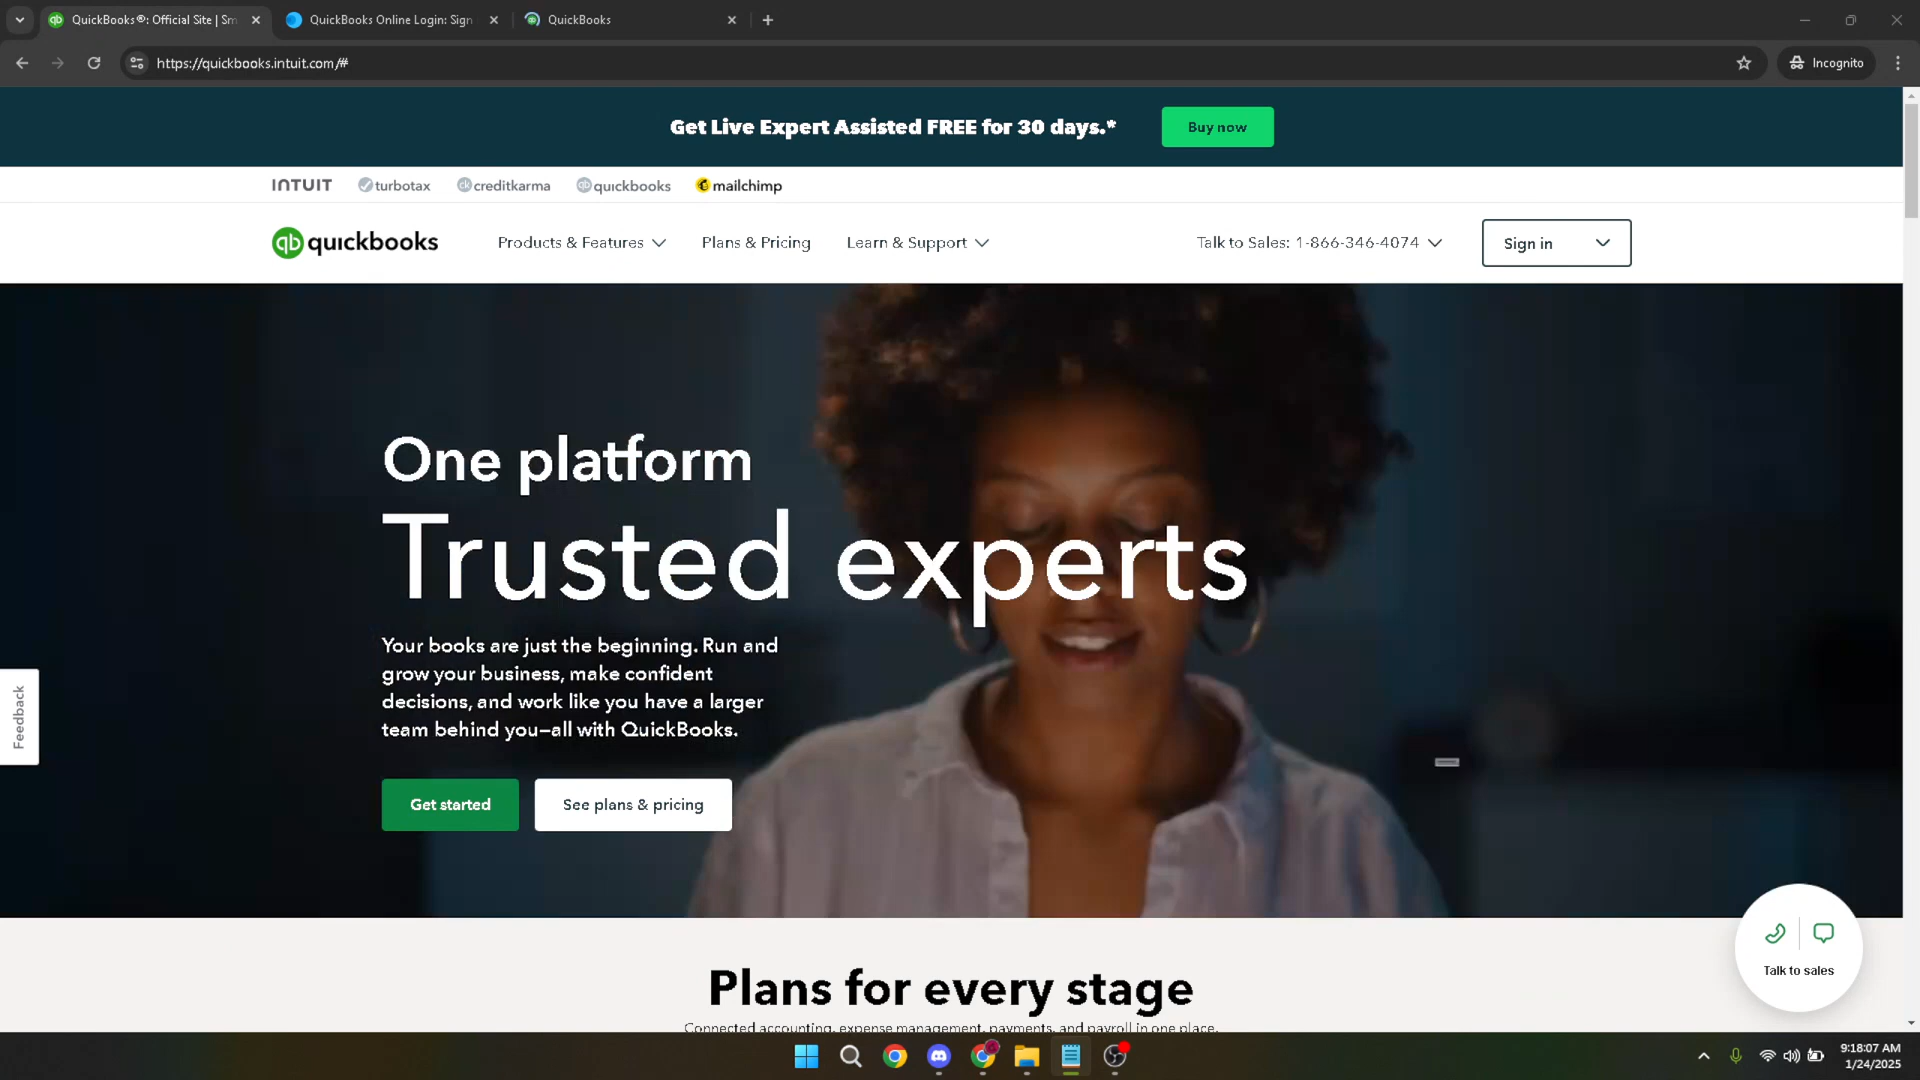 QuickBooks®: Official Site | Sm
QuickBooks Online Login: Sign
QuickBooks
https://quickbooks.intuit.com/#
Incognito
Get Live Expert Assisted FREE for 30 days.*
Buy now
INTUIT
turbotax
ck creditkarma
qb quickbooks
mailchimp
qb quickbooks
Products & Features
Plans & Pricing
Learn & Support
Talk to Sales: 1-866-346-4074
Sign in
One platform
Trusted experts
Your books are just the beginning. Run and
grow your business, make confident
decisions, and work like you have a larger
team behind you—all with QuickBooks.
Get started
See plans & pricing
Feedback
Talk to sales
Plans for every stage
Connected accounting, expense management, payments, and payroll in one place.
9:18:07 AM
1/24/2025